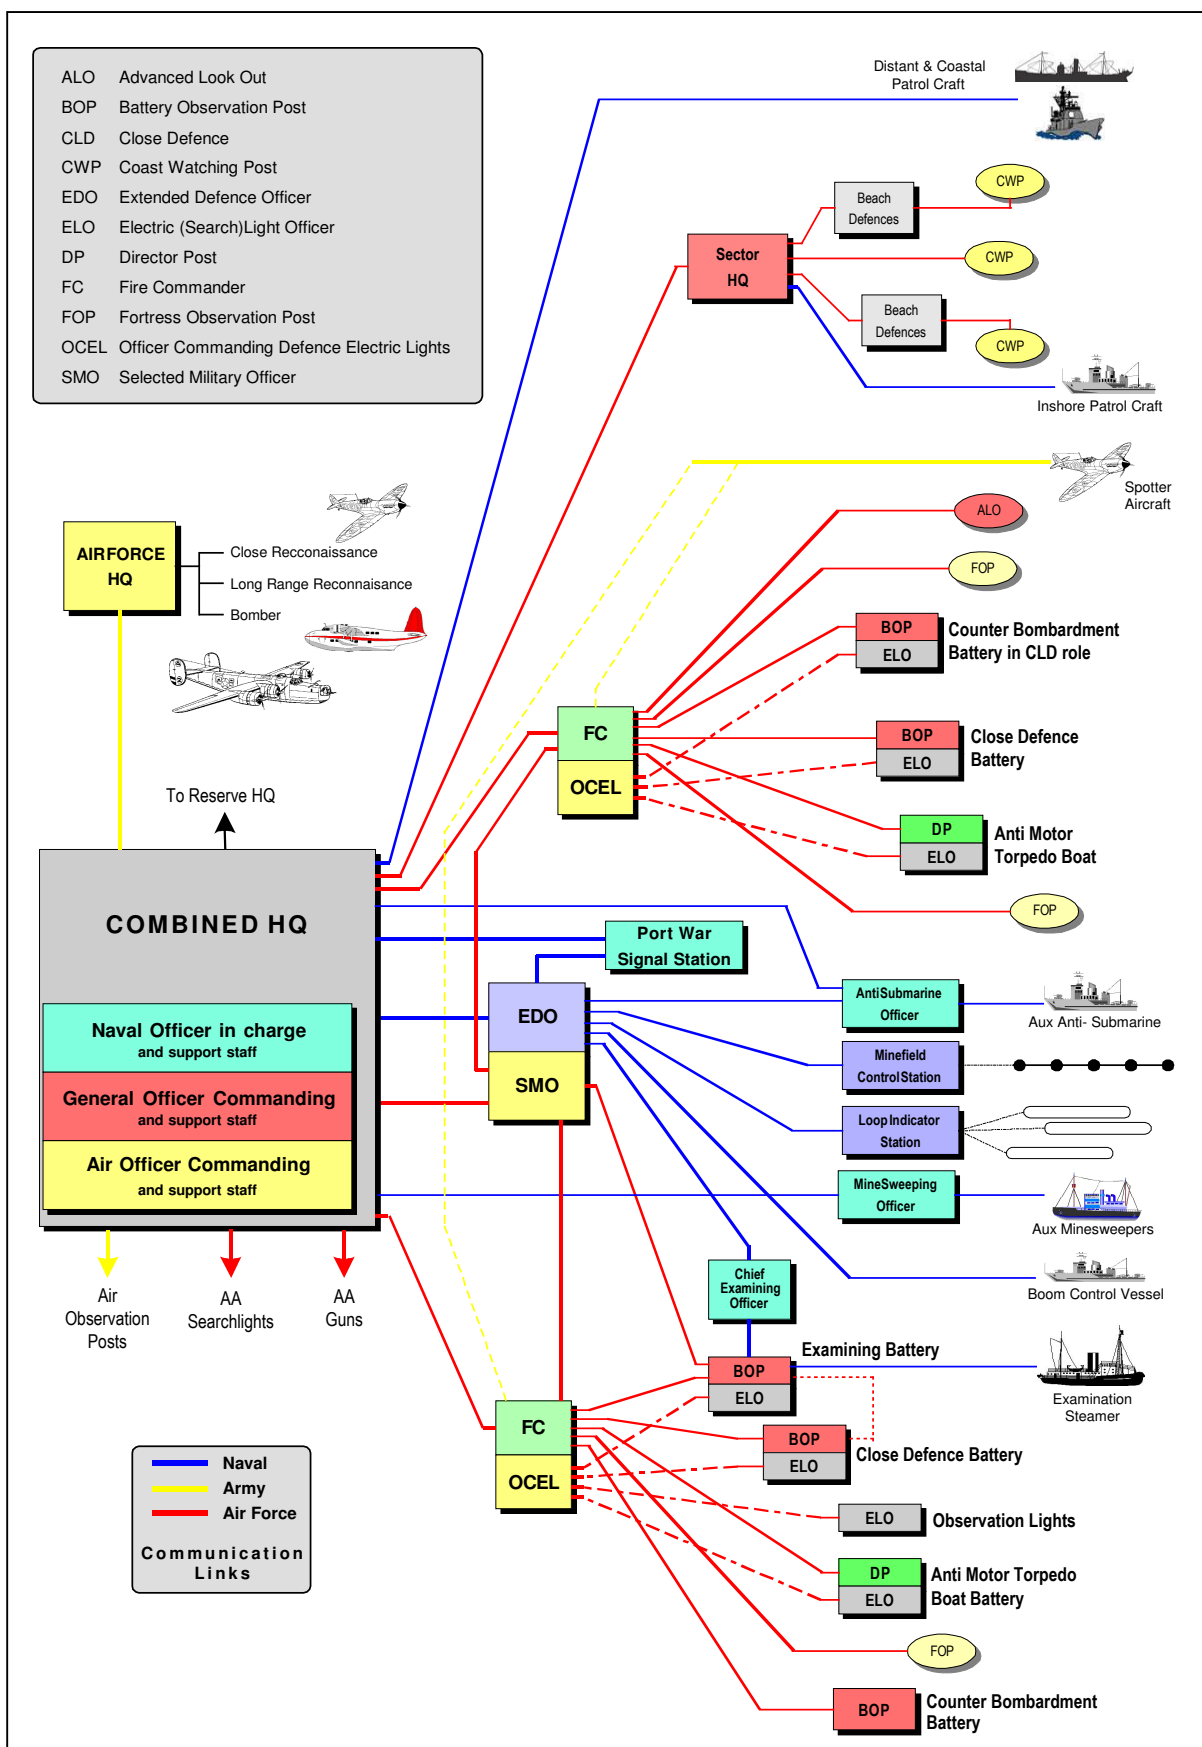 ALO Advanced Look Out
BOP Battery Observation Post
CLD Close Defence
CWP Coast Watching Post
EDO Extended Defence Officer
ELO Electric (Search)Light Officer
DP Director Post
FC Fire Commander
FOP Fortress Observation Post
OCEL Officer Commanding Defence Electric Lights
SMO Selected Military Officer
Distant & Coastal
Patrol Craft
CWP
Beach
Defences
Sector
HQ
CWP
Beach
Defences
CWP
Inshore Patrol Craft
Spotter
Aircraft
AIRFORCE
HQ
Close Recconaissance
Long Range Reconnaisance
Bomber
ALO
FOP
BOP
ELO
Counter Bombardment
Battery in CLD role
FC
OCEL
BOP
ELO
Close Defence
Battery
DP
ELO
Anti Motor
Torpedo Boat
FOP
To Reserve HQ
COMBINED HQ
Naval Officer in charge
and support staff
General Officer Commanding
and support staff
Air Officer Commanding
and support staff
Port War
Signal Station
EDO
SMO
AntiSubmarine
Officer
Aux Anti- Submarine
Minefield
ControlStation
LoopIndicator
Station
MineSweeping
Officer
Aux Minesweepers
Boom Control Vessel
Air
Observation
Posts
AA
Searchlights
AA
Guns
Chief
Examining
Officer
Examining Battery
BOP
ELO
Examination
Steamer
FC
OCEL
BOP
ELO
Close Defence Battery
ELO
Observation Lights
DP
ELO
Anti Motor Torpedo
Boat Battery
FOP
BOP
Counter Bombardment
Battery
Naval
Army
Air Force
Communication
Links